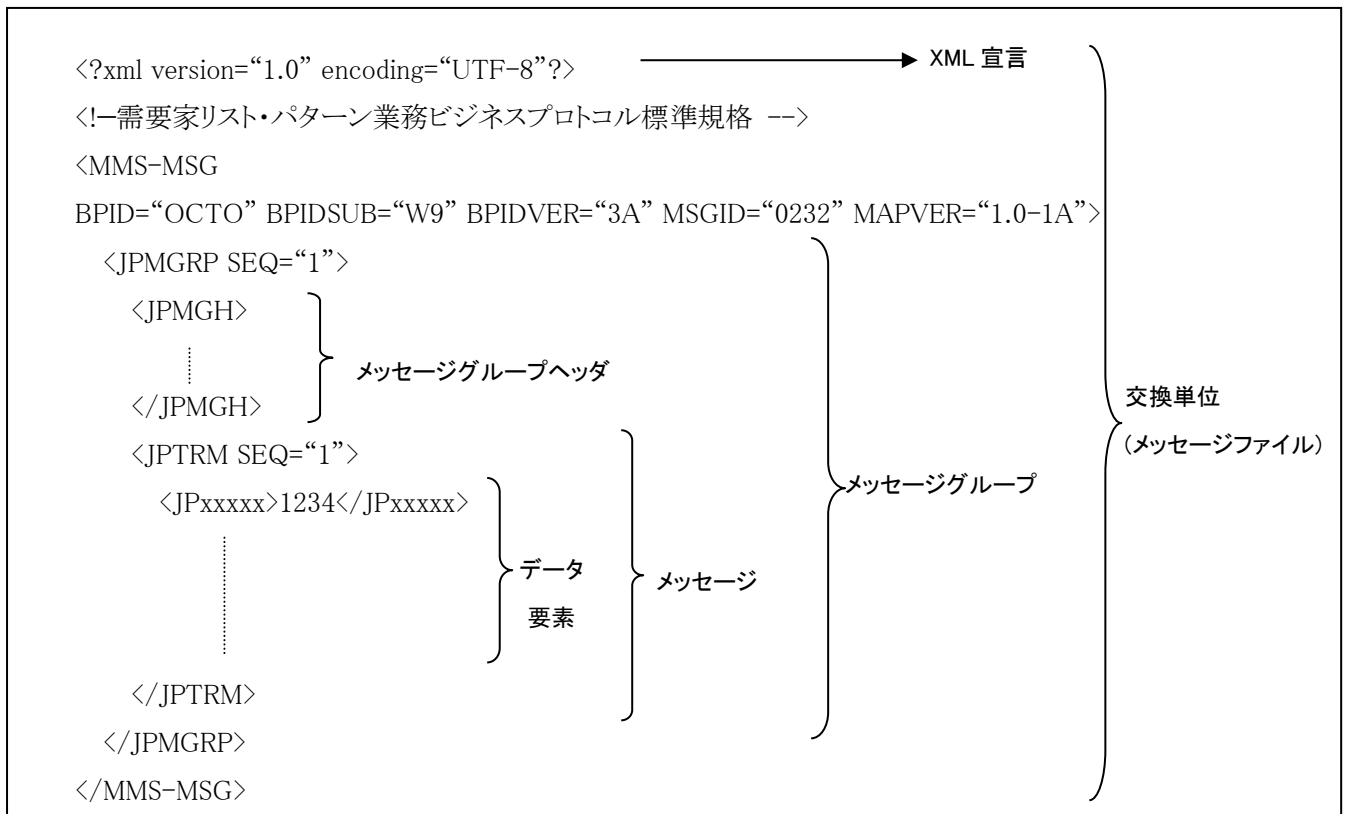 <?xml version=“1.0” encoding=“UTF-8”?> XML 宣言
<!―需要家リスト・パターン業務ビジネスプロトコル標準規格 -->
<MMS-MSG
BPID=“OCTO” BPIDSUB=“W9” BPIDVER=“3A” MSGID=“0232” MAPVER=“1.0-1A”>
<JPMGRP SEQ=“1”>
<JPMGH>
メッセージグループヘッダ
</JPMGH>
交換単位
(メッセージファイル)
<JPTRM SEQ=“1”>
<JPxxxxx>1234</JPxxxxx>
メッセージグループ
データ
要素
メッセージ
</JPTRM>
</JPMGRP>
</MMS-MSG>